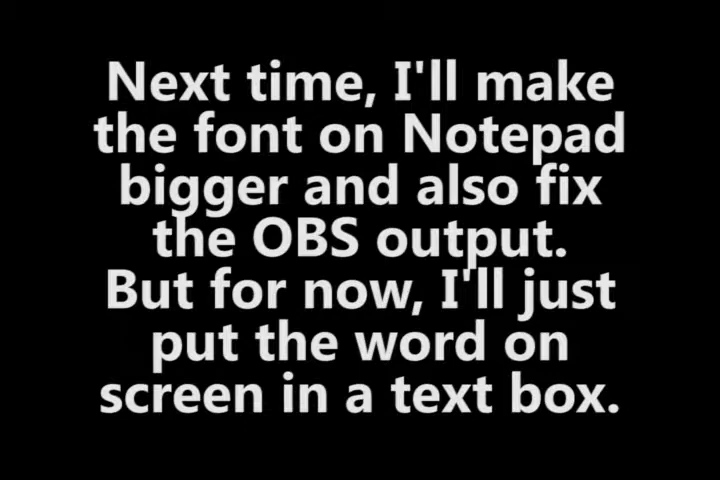 Next time, I'll make
the font on Notepad
bigger and also fix
the OBS output.
But for now, I'll just
put the word on
screen in a text box.